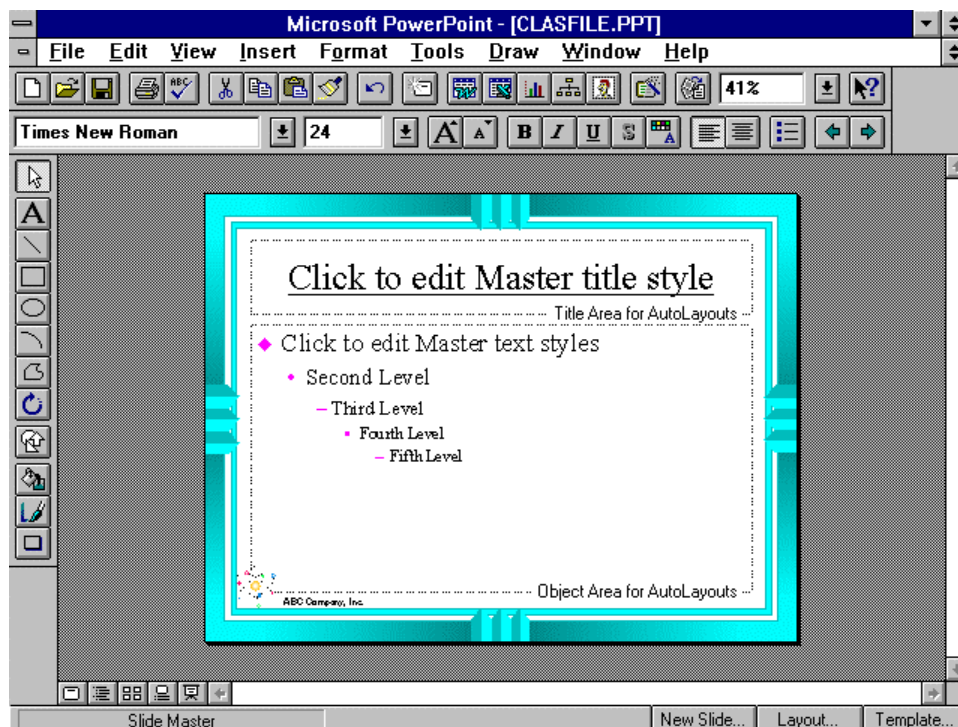 Microsoft PowerPoint - [CLASFILE.PPT]
File Edit View Insert Format Tools Draw Window Help
ABC 41% ?
Times New Roman 24 A A B I U S A
A
Click to edit Master title style
Title Area for AutoLayouts
Click to edit Master text styles
Second Level
Third Level
Fourth Level
Fifth Level
Object Area for AutoLayouts
ABC Company, Inc.
Slide Master New Slide... Layout... Template...